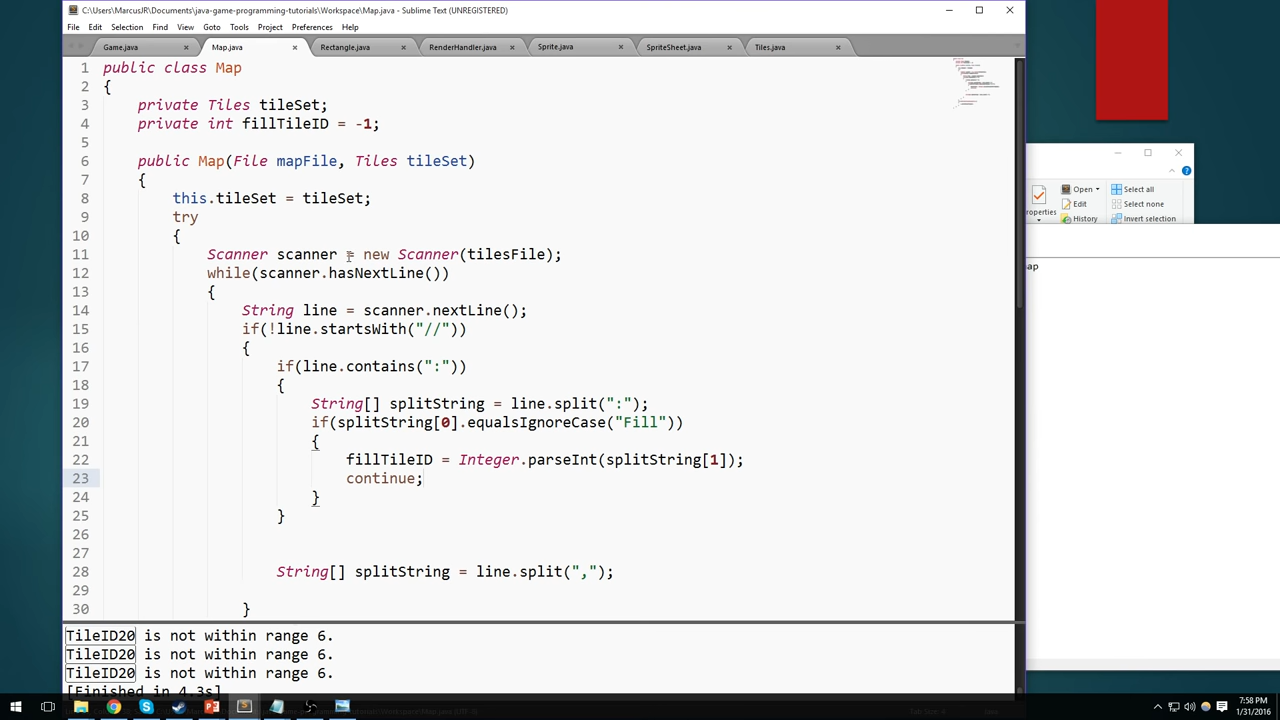 C:\Users\MarcusJR\Documents\java-game-programming-tutorials\Workspace\Map.java - Sublime Text (UNREGISTERED)
File Edit Selection Find View Goto Tools Project Preferences Help
Game.java Map.java Rectangle.java RenderHandler.java Sprite.java SpriteSheet.java Tiles.java
1 public class Map
2 {
3 private Tiles tileSet;
4 private int fillTileID = -1;
5
6 public Map(File mapFile, Tiles tileSet)
7 {
8 this.tileSet = tileSet;
9 try
10 {
11 Scanner scanner = new Scanner(tilesFile);
12 while(scanner.hasNextLine())
13 {
14 String line = scanner.nextLine();
15 if(!line.startsWith("//"))
16 {
17 if(line.contains(":"))
18 {
19 String[] splitString = line.split(":");
20 if(splitString[0].equalsIgnoreCase("Fill"))
21 {
22 fillTileID = Integer.parseInt(splitString[1]);
23 continue;
24 }
25 }
26
27
28 String[] splitString = line.split(",");
29
30 }
TileID20 is not within range 6.
TileID20 is not within range 6.
TileID20 is not within range 6.
[Finished in 4.3s]
Open Select all
roperties Edit Select none
History Invert selection
ap
7:58 PM
1/31/2016